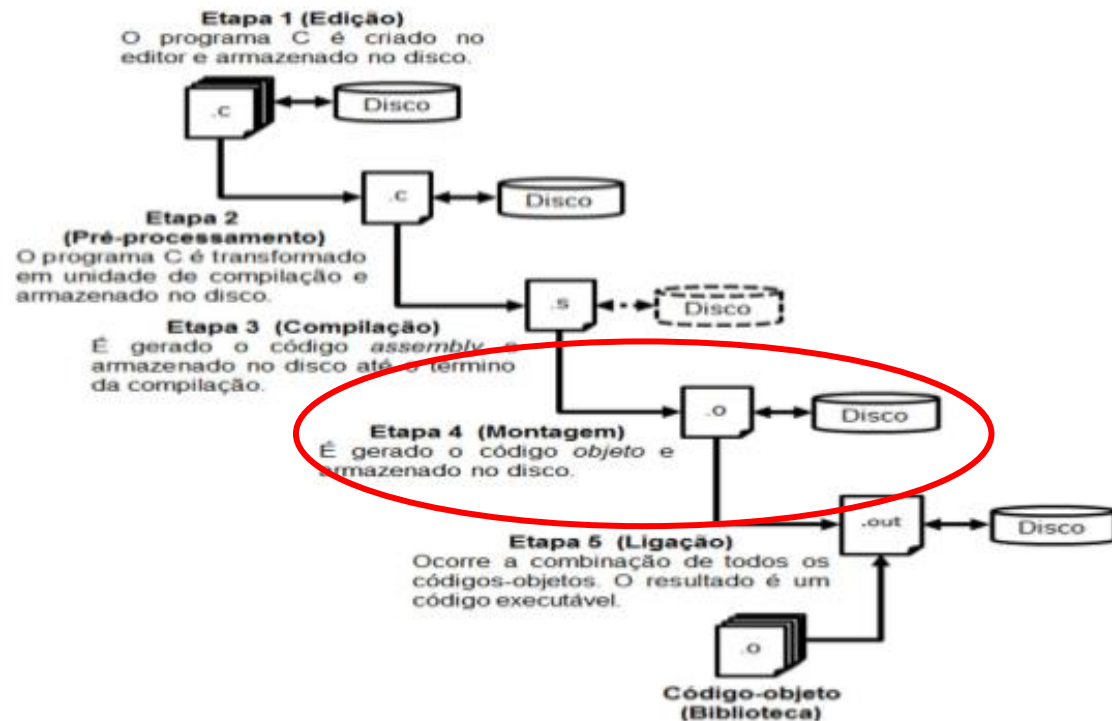 Etapa 1 (Edição)
O programa C é criado no
editor e armazenado no disco.
.c
Disco
.c
Disco
Etapa 2
(Pré-processamento)
O programa C é transformado
em unidade de compilação e
armazenado no disco.
.s
Disco
Etapa 3 (Compilação)
É gerado o código assembly e
armazenado no disco até o término
da compilação.
.o
Disco
Etapa 4 (Montagem)
É gerado o código objeto e
armazenado no disco.
.out
Disco
Etapa 5 (Ligação)
Ocorre a combinação de todos os
códigos-objetos. O resultado é um
código executável.
.o
Código-objeto
(Biblioteca)